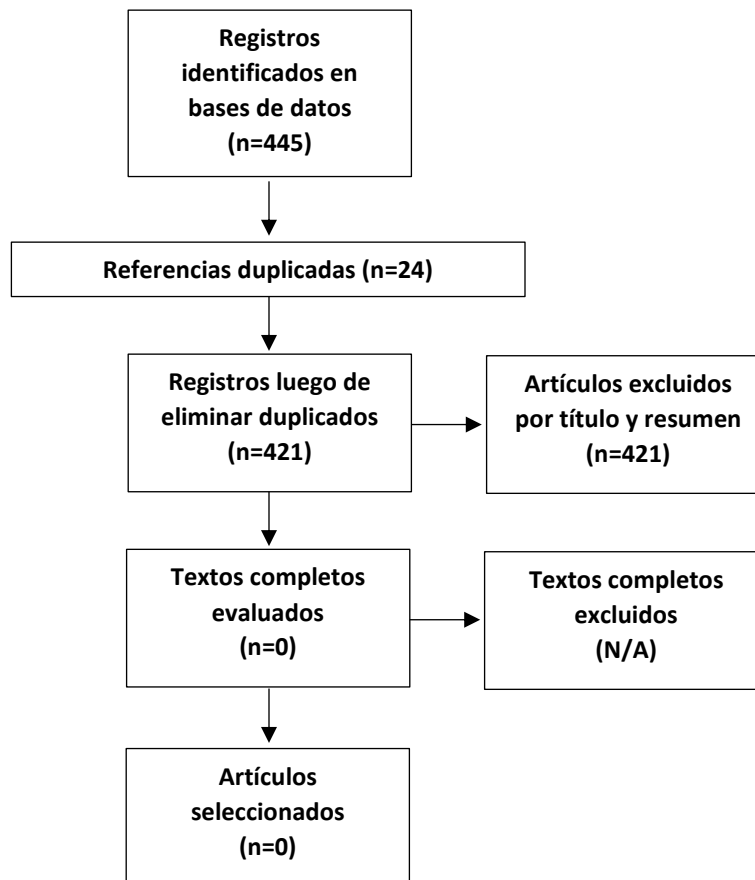 Registros
identificados en
bases de datos
(n=445)
Referencias duplicadas (n=24)
Registros luego de
eliminar duplicados
(n=421)
Artículos excluidos
por título y resumen
(n=421)
Textos completos
evaluados
(n=0)
Textos completos
excluidos
(N/A)
Artículos
seleccionados
(n=0)